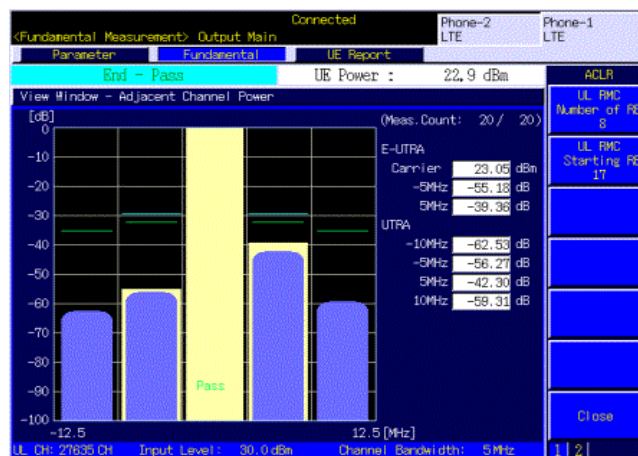 Connected
Phone-2 LTE
Phone-1 LTE
<Fundamental Measurement> Output Main
Parameter Fundamental UE Report
End - Pass UE Power : 22.9 dBm
ACLR
View Window - Adjacent Channel Power
UL RMC
Number of RB
8
UL RMC
Starting RB
17
Close
1 2
[dB]
(Meas.Count: 20 / 20)
0
-10
-20
-30
-40
-50
-60
-70
-80
-90
-100
Pass
-12.5
12.5 [MHz]
E-UTRA
Carrier 23.05 dBm
-5MHz -55.18 dB
5MHz -39.36 dB
UTRA
-10MHz -62.53 dB
-5MHz -56.27 dB
5MHz -42.30 dB
10MHz -59.31 dB
UL CH: 27635 CH Input Level: 30.0 dBm Channel Bandwidth: 5 MHz